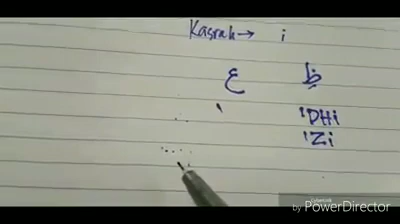 Kasrah → i
ع ظِ
'DHi
'Zi
by PowerDirector